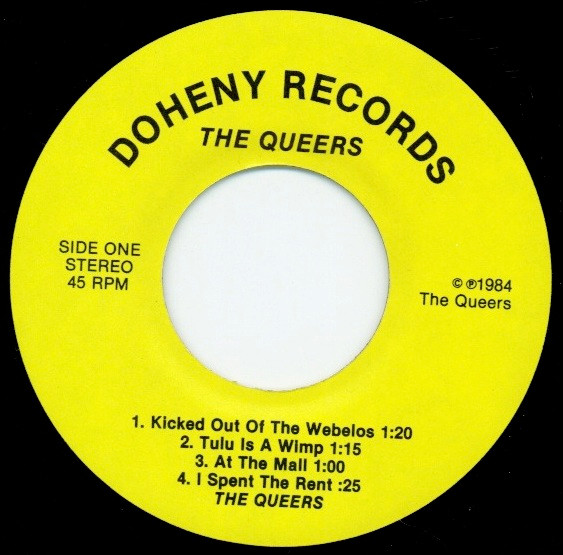 DOHENY RECORDS
THE QUEERS
SIDE ONE
STEREO
45 RPM
© ℗1984
The Queers
1. Kicked Out Of The Webelos 1:20
2. Tulu Is A Wimp 1:15
3. At The Mall 1:00
4. I Spent The Rent :25
THE QUEERS